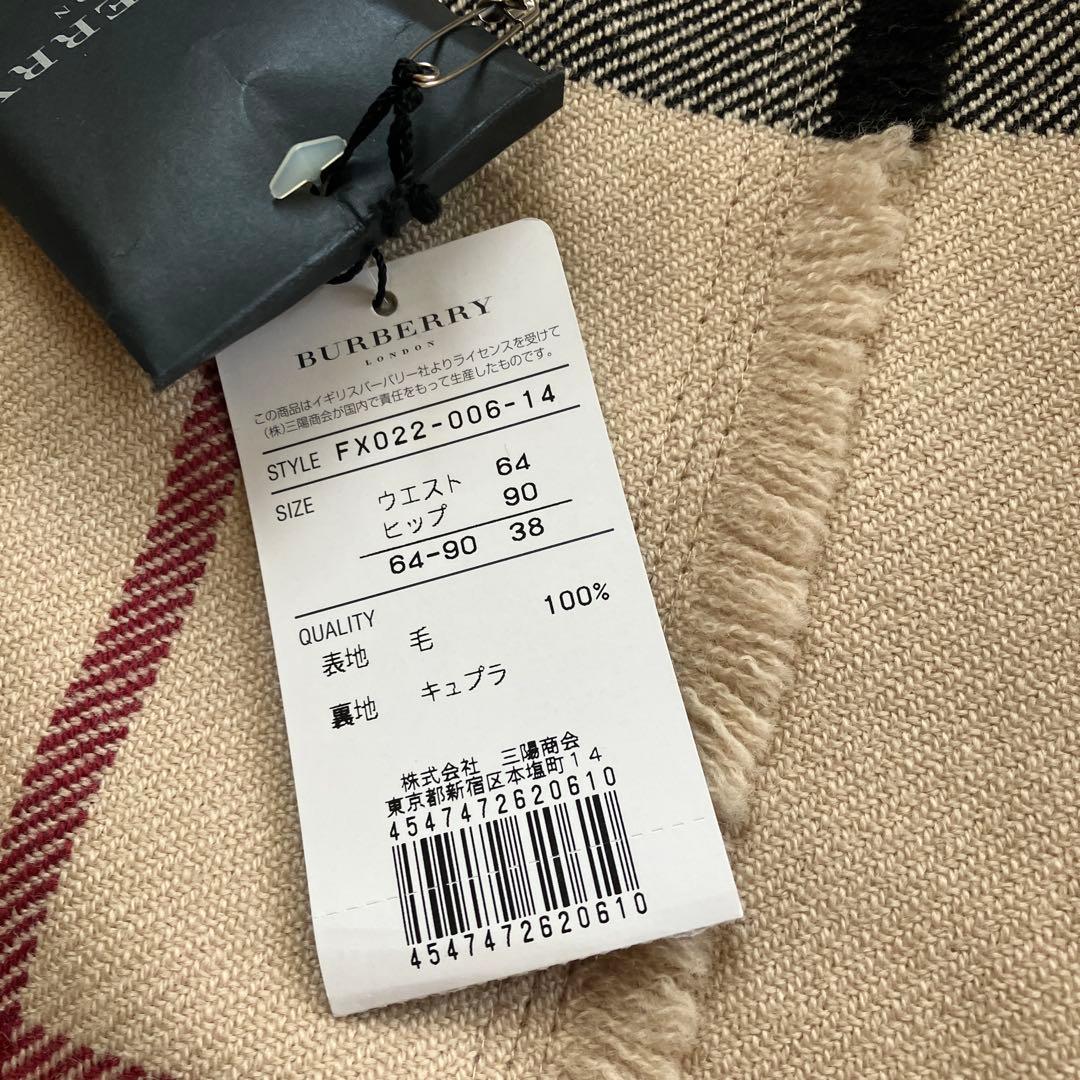 BURBERRY
LONDON
この商品はイギリスバーバリー社よりライセンスを受けて
(株)三陽商会が国内で責任をもって生産したものです。
STYLE FX022-006-14
SIZE ウエスト 64
ヒップ 90
64-90 38
QUALITY 100%
表地 毛
裏地 キュプラ
株式会社 三陽商会
東京都新宿区本塩町14
4547472620610
4547472620610